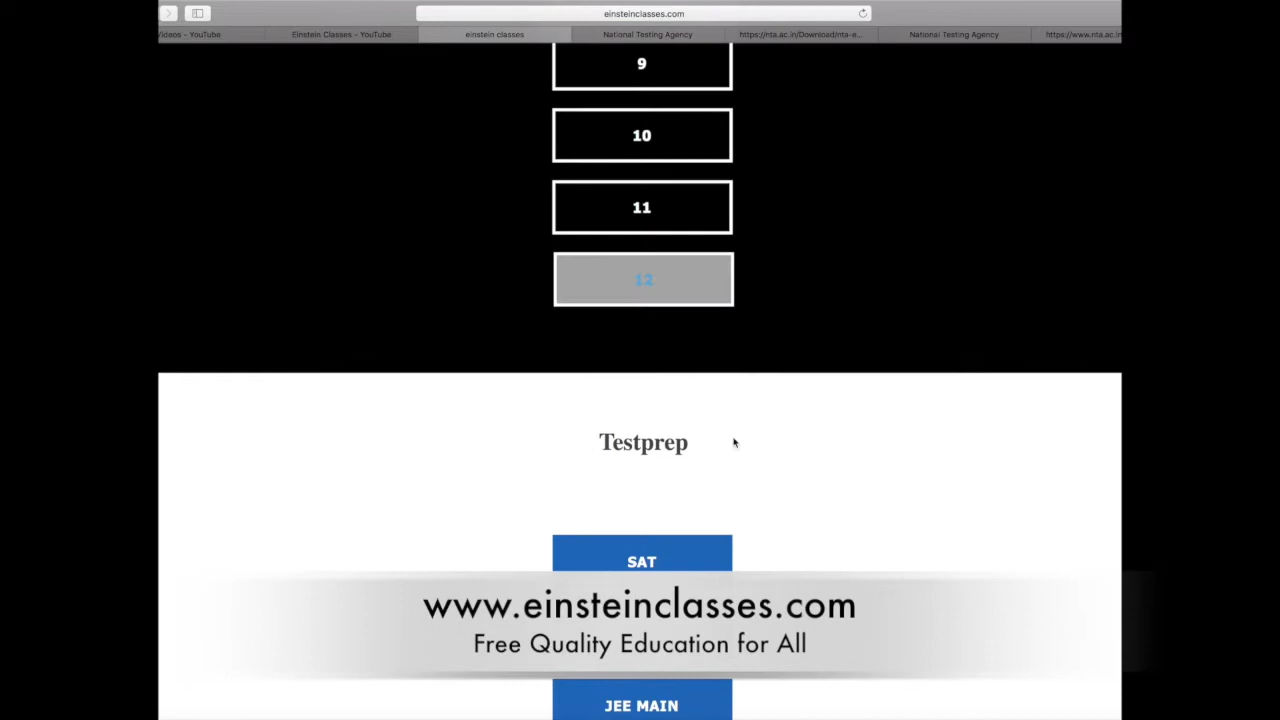 einsteinclasses.com
Videos - YouTube
Einstein Classes - YouTube
einstein classes
National Testing Agency
https://nta.ac.in/Download/nta-e...
National Testing Agency
https://www.nta.ac.in
9
10
11
12
Testprep
SAT
www.einsteinclasses.com
Free Quality Education for All
JEE MAIN